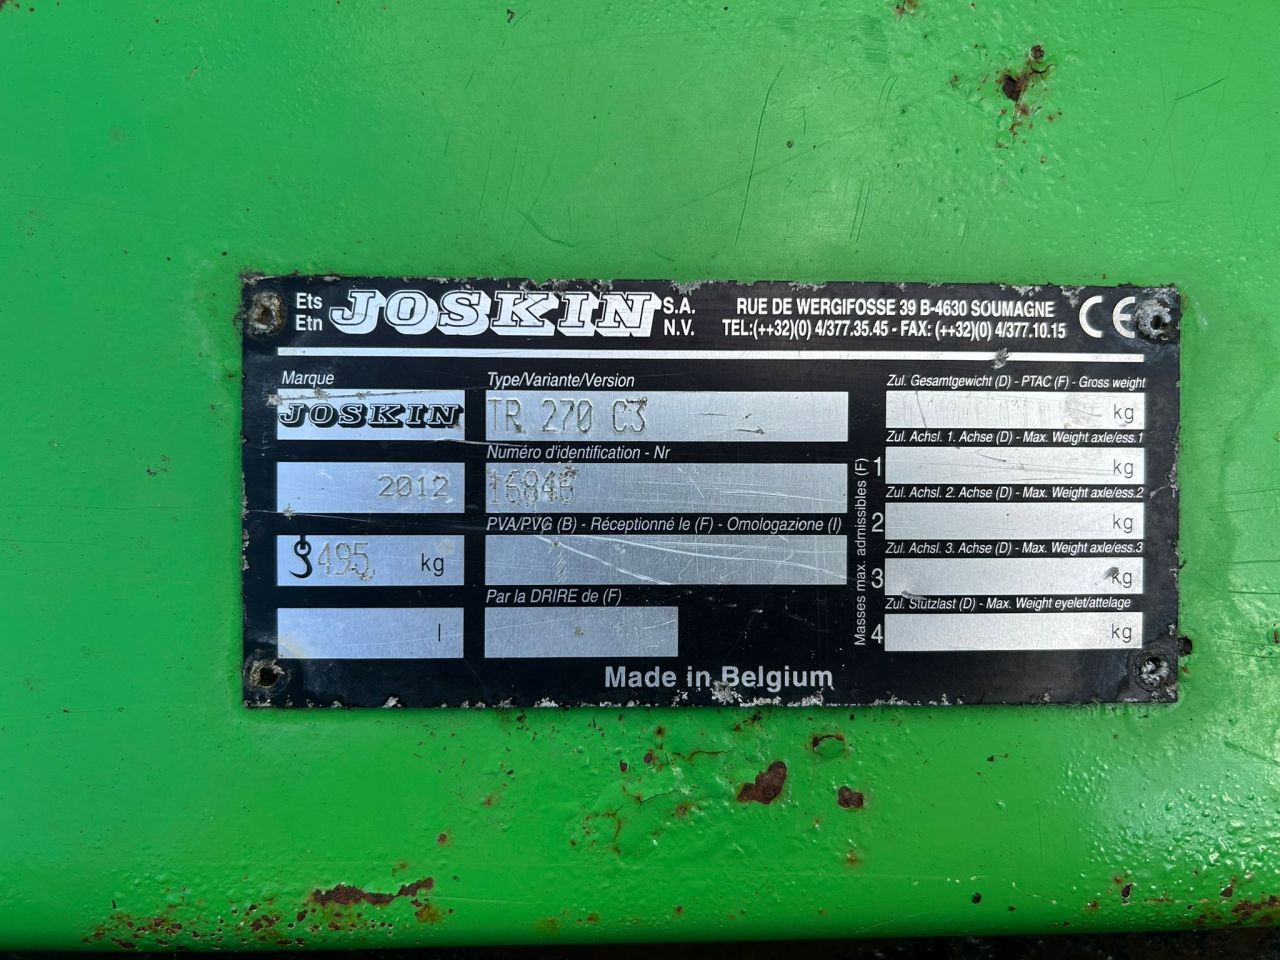 Ets JOSKIN S.A.
Etn N.V.
RUE DE WERGIFOSSE 39 B-4630 SOUMAGNE
TEL:(++32)(0) 4/377.35.45 - FAX: (++32)(0) 4/377.10.15
CE
Marque
JOSKIN
2012
495 kg
l
Type/Variante/Version
TR 270 C3
Numéro d'identification - Nr
PVA/PVG (B) - Réceptionné le (F) - Omologazione (I)
Par la DRIRE de (F)
Masses max. admissibles (F)
Zul. Gesamtgewicht (D) - PTAC (F) - Gross weight
kg
Zul. Achsl. 1. Achse (D) - Max. Weight axle/ess.1
1 kg
Zul. Achsl. 2. Achse (D) - Max. Weight axle/ess.2
2 kg
Zul. Achsl. 3. Achse (D) - Max. Weight axle/ess.3
3 kg
Zul. Stützlast (D) - Max. Weight eyelet/attelage
4 kg
Made in Belgium